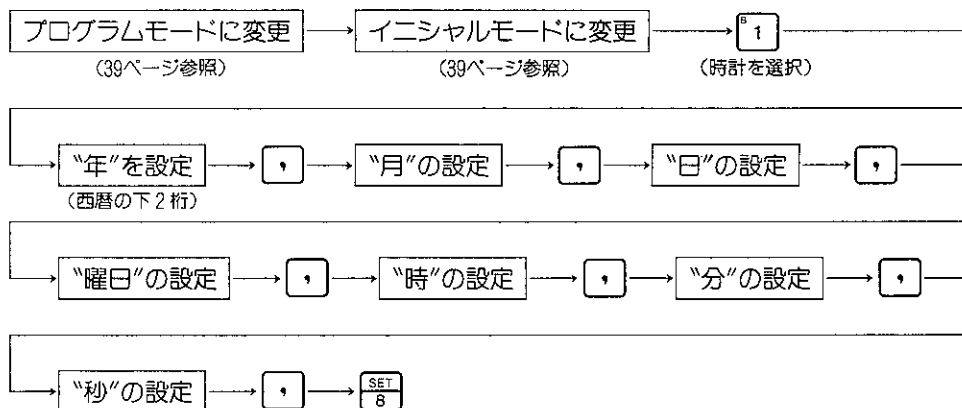 プログラムモードに変更 → イニシャルモードに変更 → B 1
(39ページ参照) (39ページ参照) (時計を選択)
→ "年"を設定 → , → "月"の設定 → , → "日"の設定 → ,
(西暦の下2桁)
→ "曜日"の設定 → , → "時"の設定 → , → "分"の設定 → ,
→ "秒"の設定 → , → SET 8